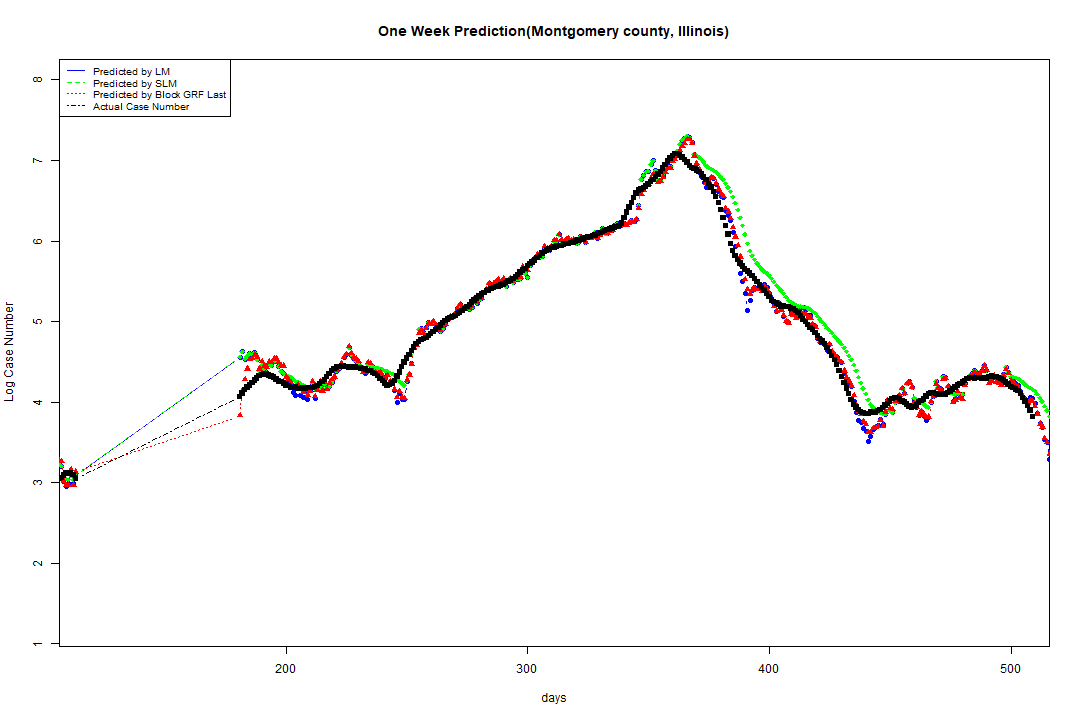 One Week Prediction(Montgomery county, Illinois)
Predicted by LM
Predicted by SLM
Predicted by Block GRF Last
Actual Case Number
Log Case Number
8
7
6
5
4
3
2
1
200
300
400
500
days